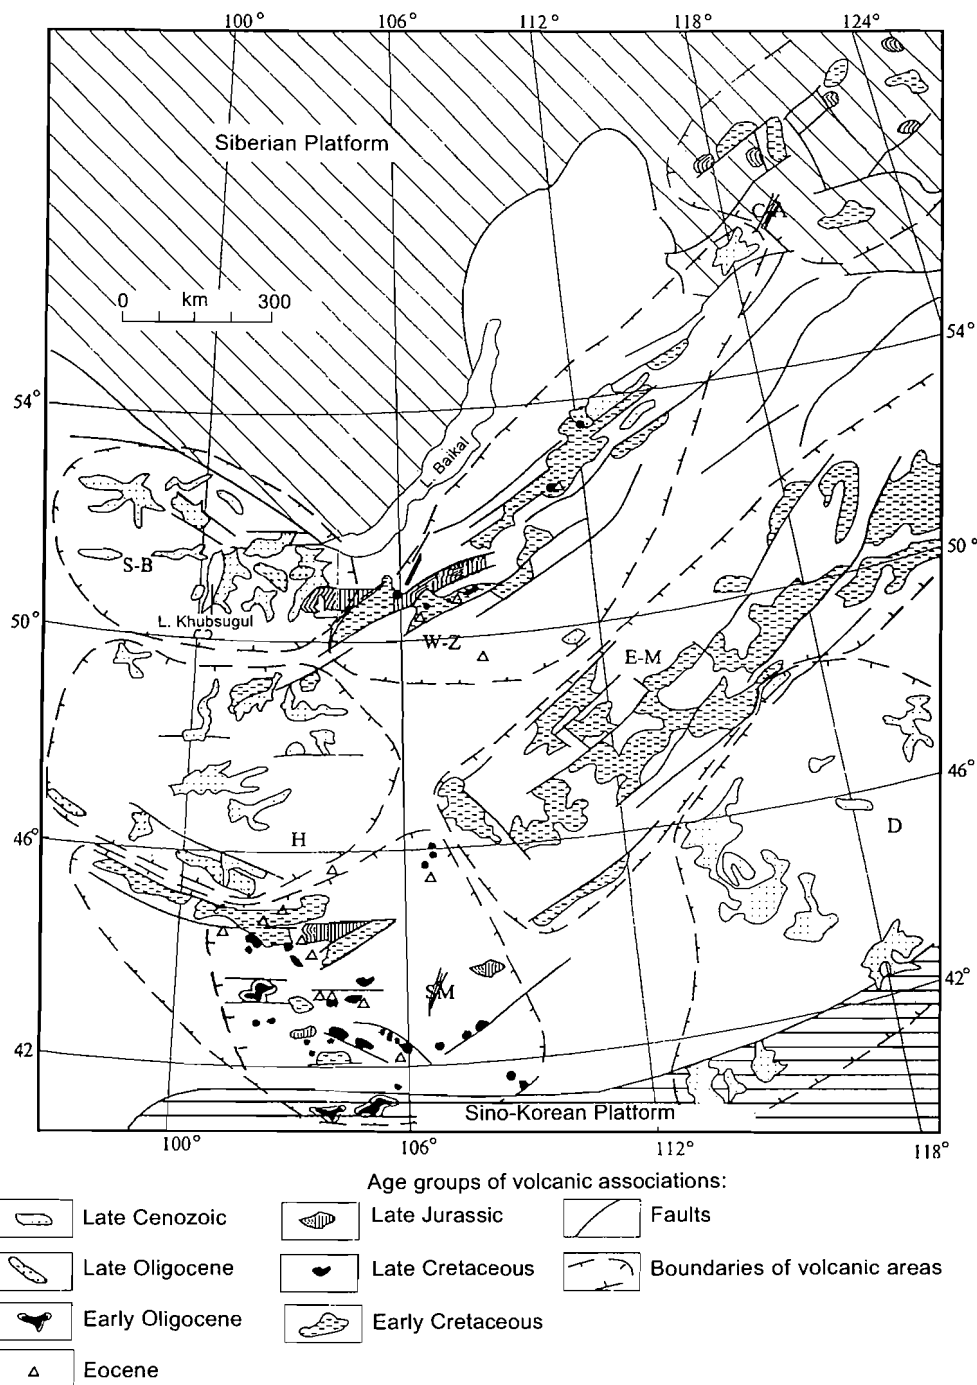 100° 106° 112° 118° 124°
Siberian Platform
C-A
0 km 300
54°
54°
Baikal
S-B
50°
L. Khubsugul
50°
W-Z
E-M
46°
46°
H
D
42°
SM
42
Sino-Korean Platform
100° 106° 112° 118°
Age groups of volcanic associations:
Late Cenozoic Late Jurassic Faults
Late Oligocene Late Cretaceous Boundaries of volcanic areas
Early Oligocene Early Cretaceous
Eocene